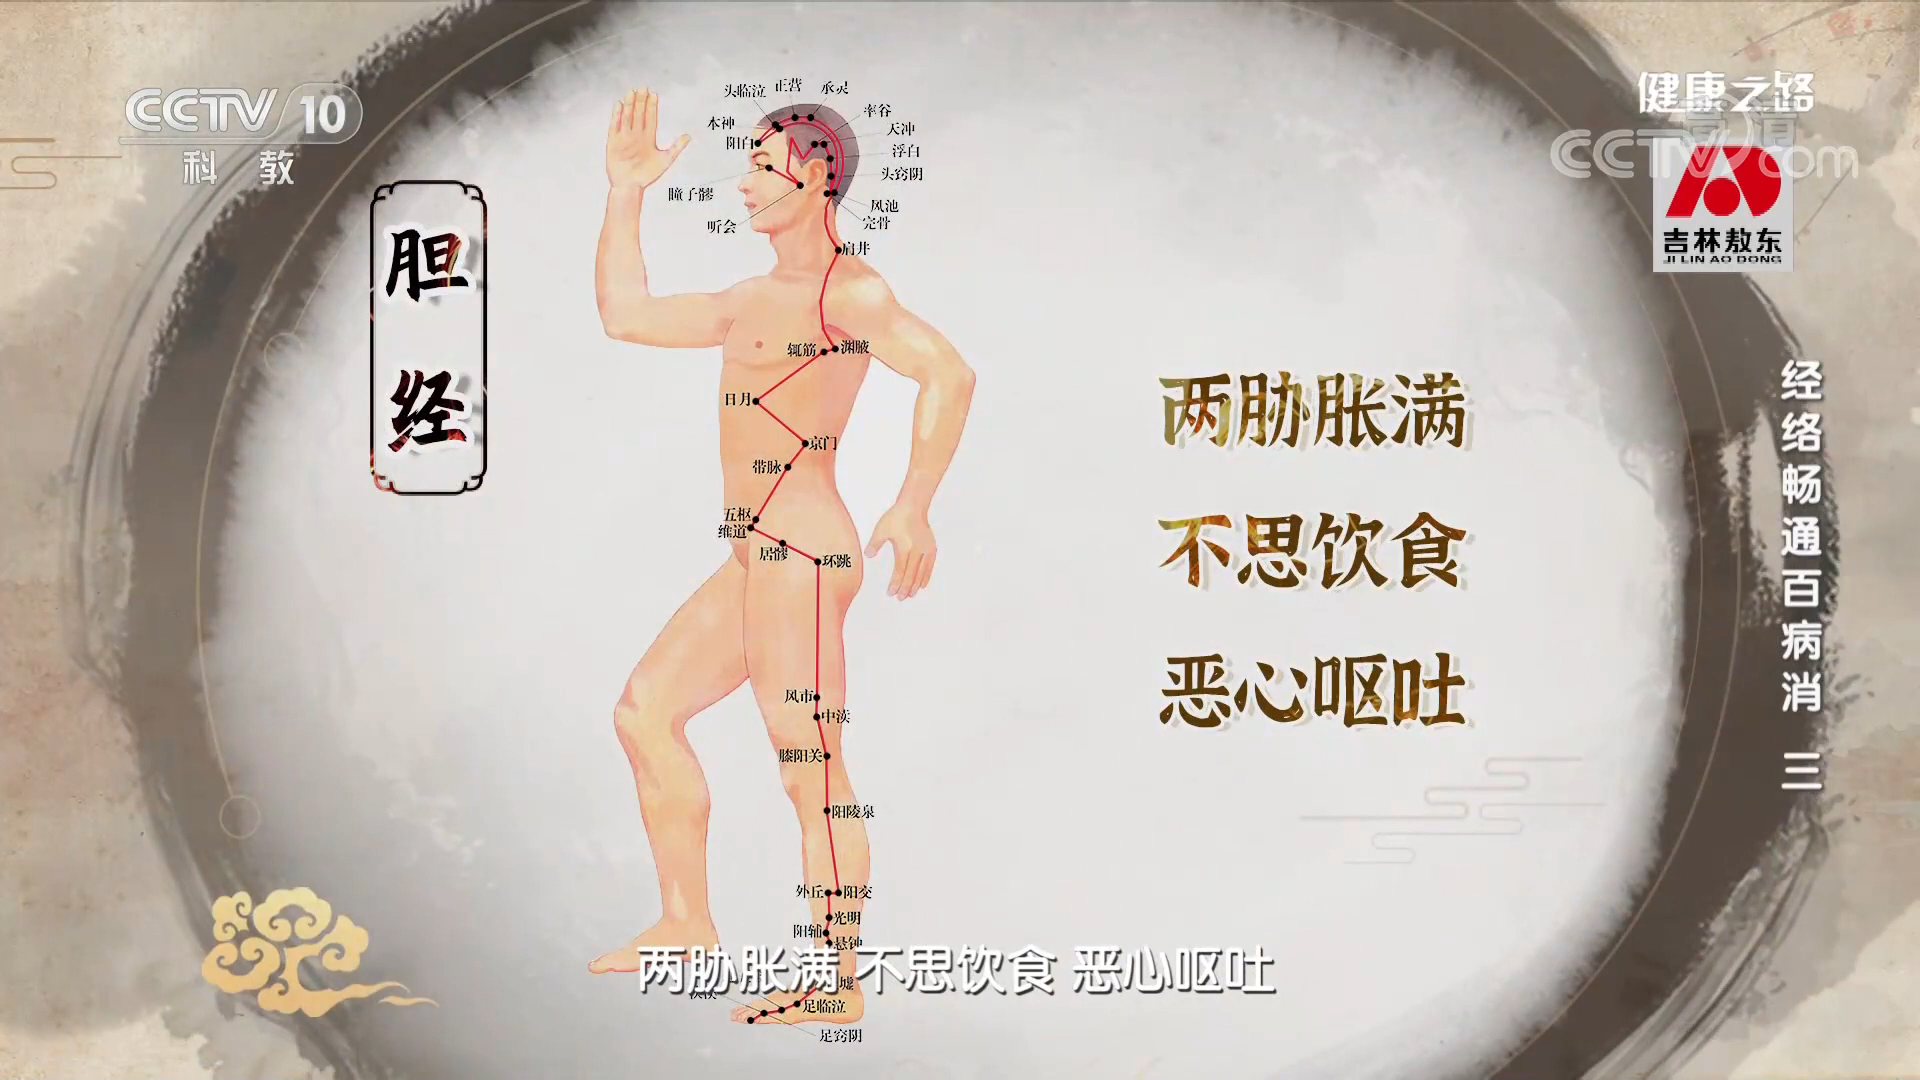 CCTV 10
科 教
健康之路
高清
CCTV.com
吉林敖东
JI LIN AO DONG
胆经
头临泣
正营
承灵
本神
率谷
阳白
天冲
浮白
头窍阴
瞳子髎
风池
听会
完骨
肩井
辄筋
渊腋
日月
京门
带脉
五枢
维道
居髎
环跳
风市
中渎
膝阳关
阳陵泉
外丘
阳交
光明
阳辅
悬钟
墟
足临泣
足窍阴
两胁胀满
不思饮食
恶心呕吐
经络畅通百病消 三
两胁胀满 不思饮食 恶心呕吐